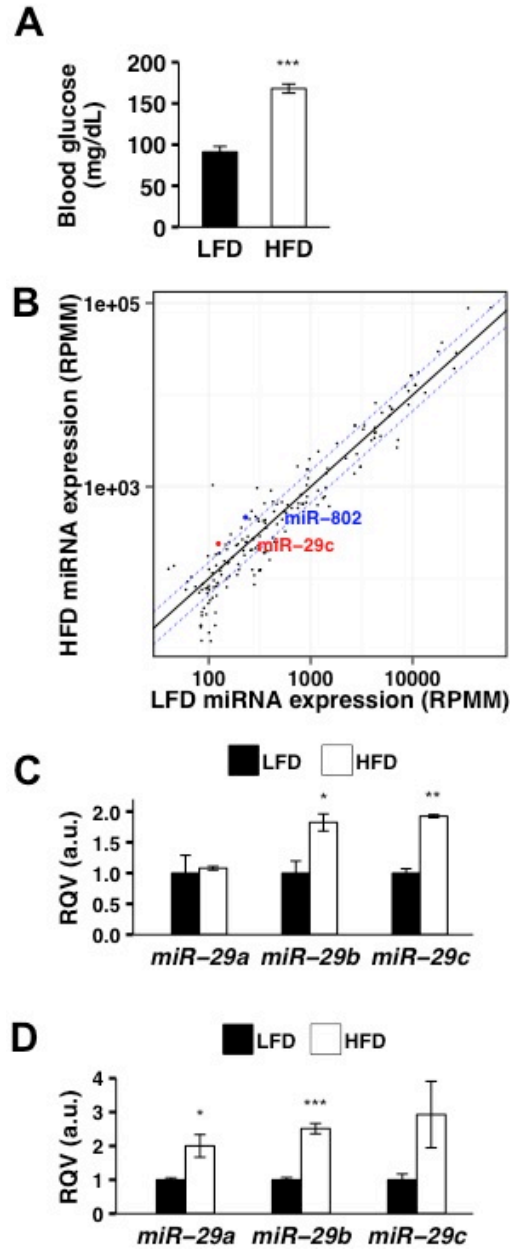 A
Blood glucose
(mg/dL)
200
150
100
50
0
***
LFD HFD
B
HFD miRNA expression (RPMM)
1e+05
1e+03
miR−802
miR−29c
100 1000 10000
LFD miRNA expression (RPMM)
C
LFD HFD
RQV (a.u.)
2.0
1.5
1.0
0.5
0.0
* **
miR−29a miR−29b miR−29c
D
LFD HFD
RQV (a.u.)
4
3
2
1
0
* ***
miR−29a miR−29b miR−29c